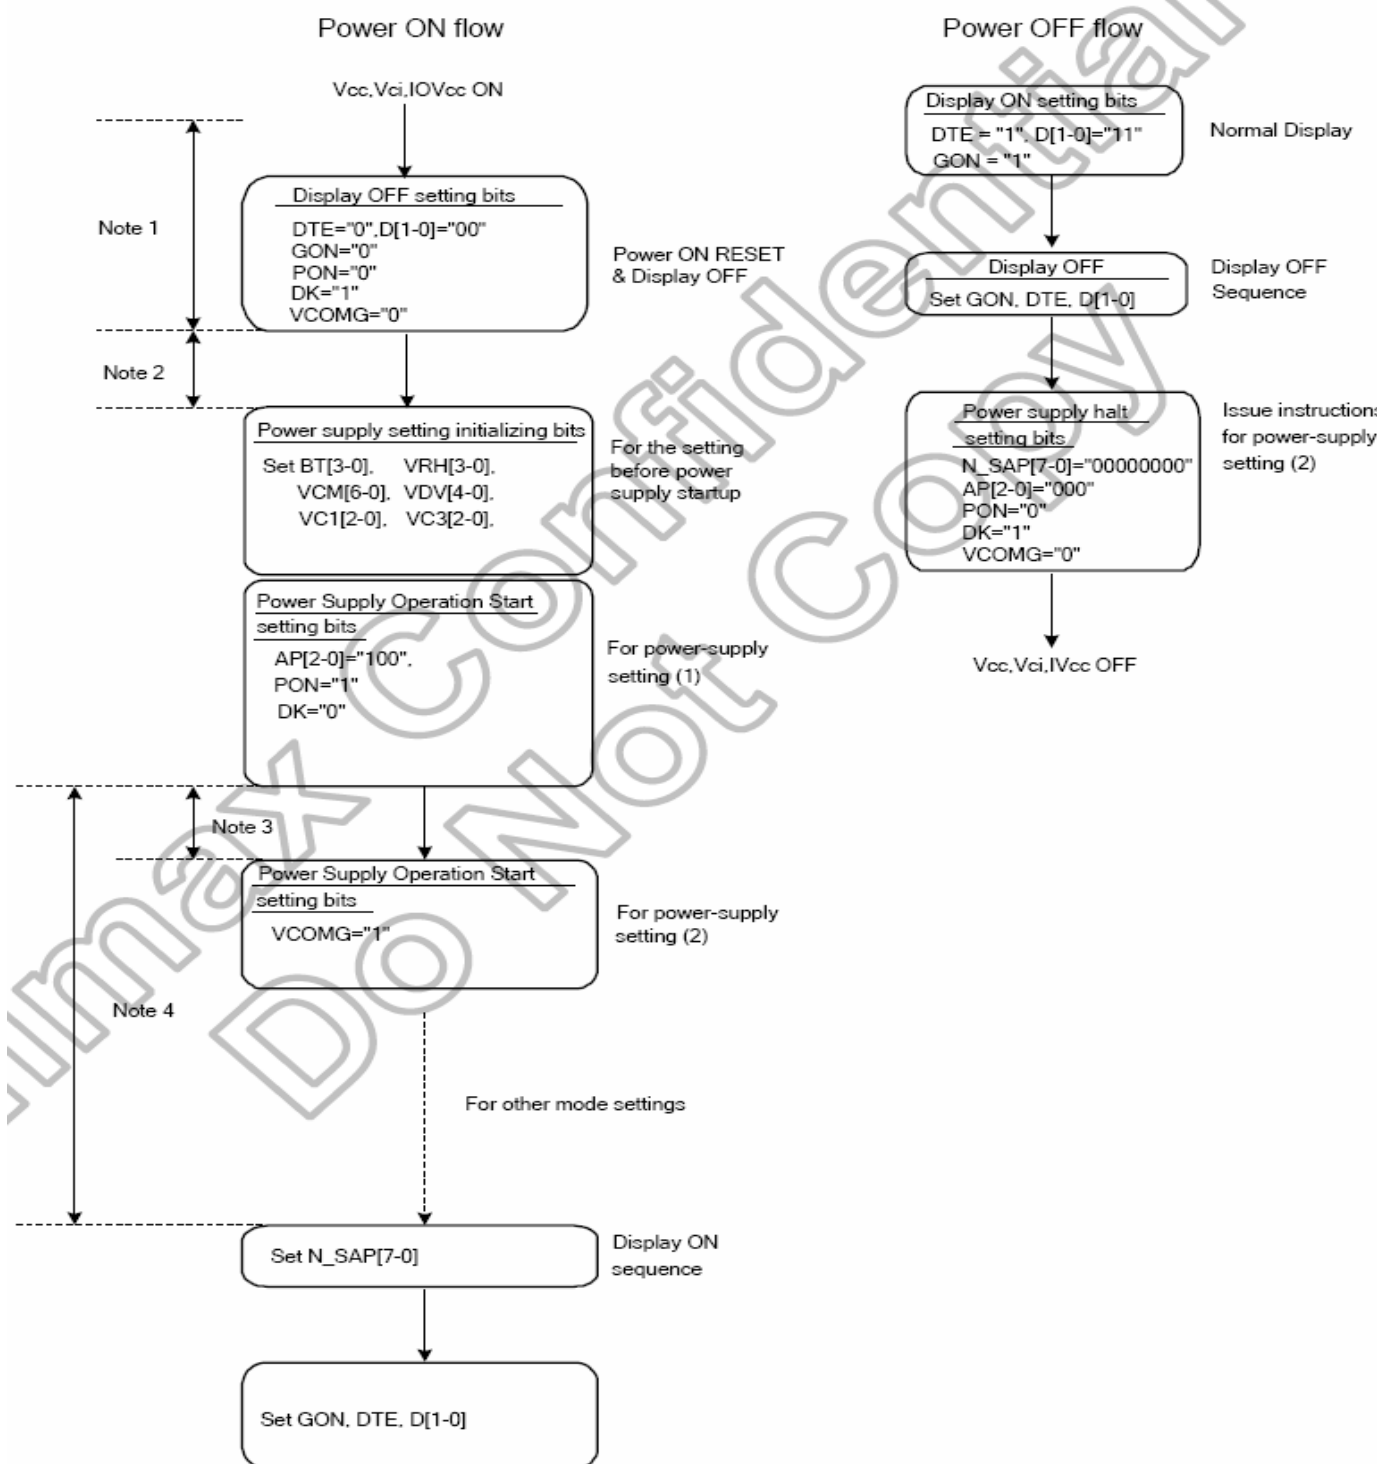 Power ON flow
Vcc,Vci,IOVcc ON
Note 1
Display OFF setting bits
DTE="0",D[1-0]="00"
GON="0"
PON="0"
DK="1"
VCOMG="0"
Power ON RESET
& Display OFF
Note 2
Power supply setting initializing bits
Set BT[3-0], VRH[3-0],
VCM[6-0], VDV[4-0],
VC1[2-0], VC3[2-0],
For the setting
before power
supply startup
Power Supply Operation Start
setting bits
AP[2-0]="100",
PON="1"
DK="0"
For power-supply
setting (1)
Note 3
Power Supply Operation Start
setting bits
VCOMG="1"
For power-supply
setting (2)
Note 4
For other mode settings
Set N_SAP[7-0]
Display ON
sequence
Set GON, DTE, D[1-0]
Power OFF flow
Display ON setting bits
DTE = "1", D[1-0]="11"
GON = "1"
Normal Display
Display OFF
Set GON, DTE, D[1-0]
Display OFF
Sequence
Power supply halt
setting bits
N_SAP[7-0]="00000000"
AP[2-0]="000"
PON="0"
DK="1"
VCOMG="0"
Issue instructions
for power-supply
setting (2)
Vcc,Vci,IVcc OFF
Himax Confidential
Do Not Copy